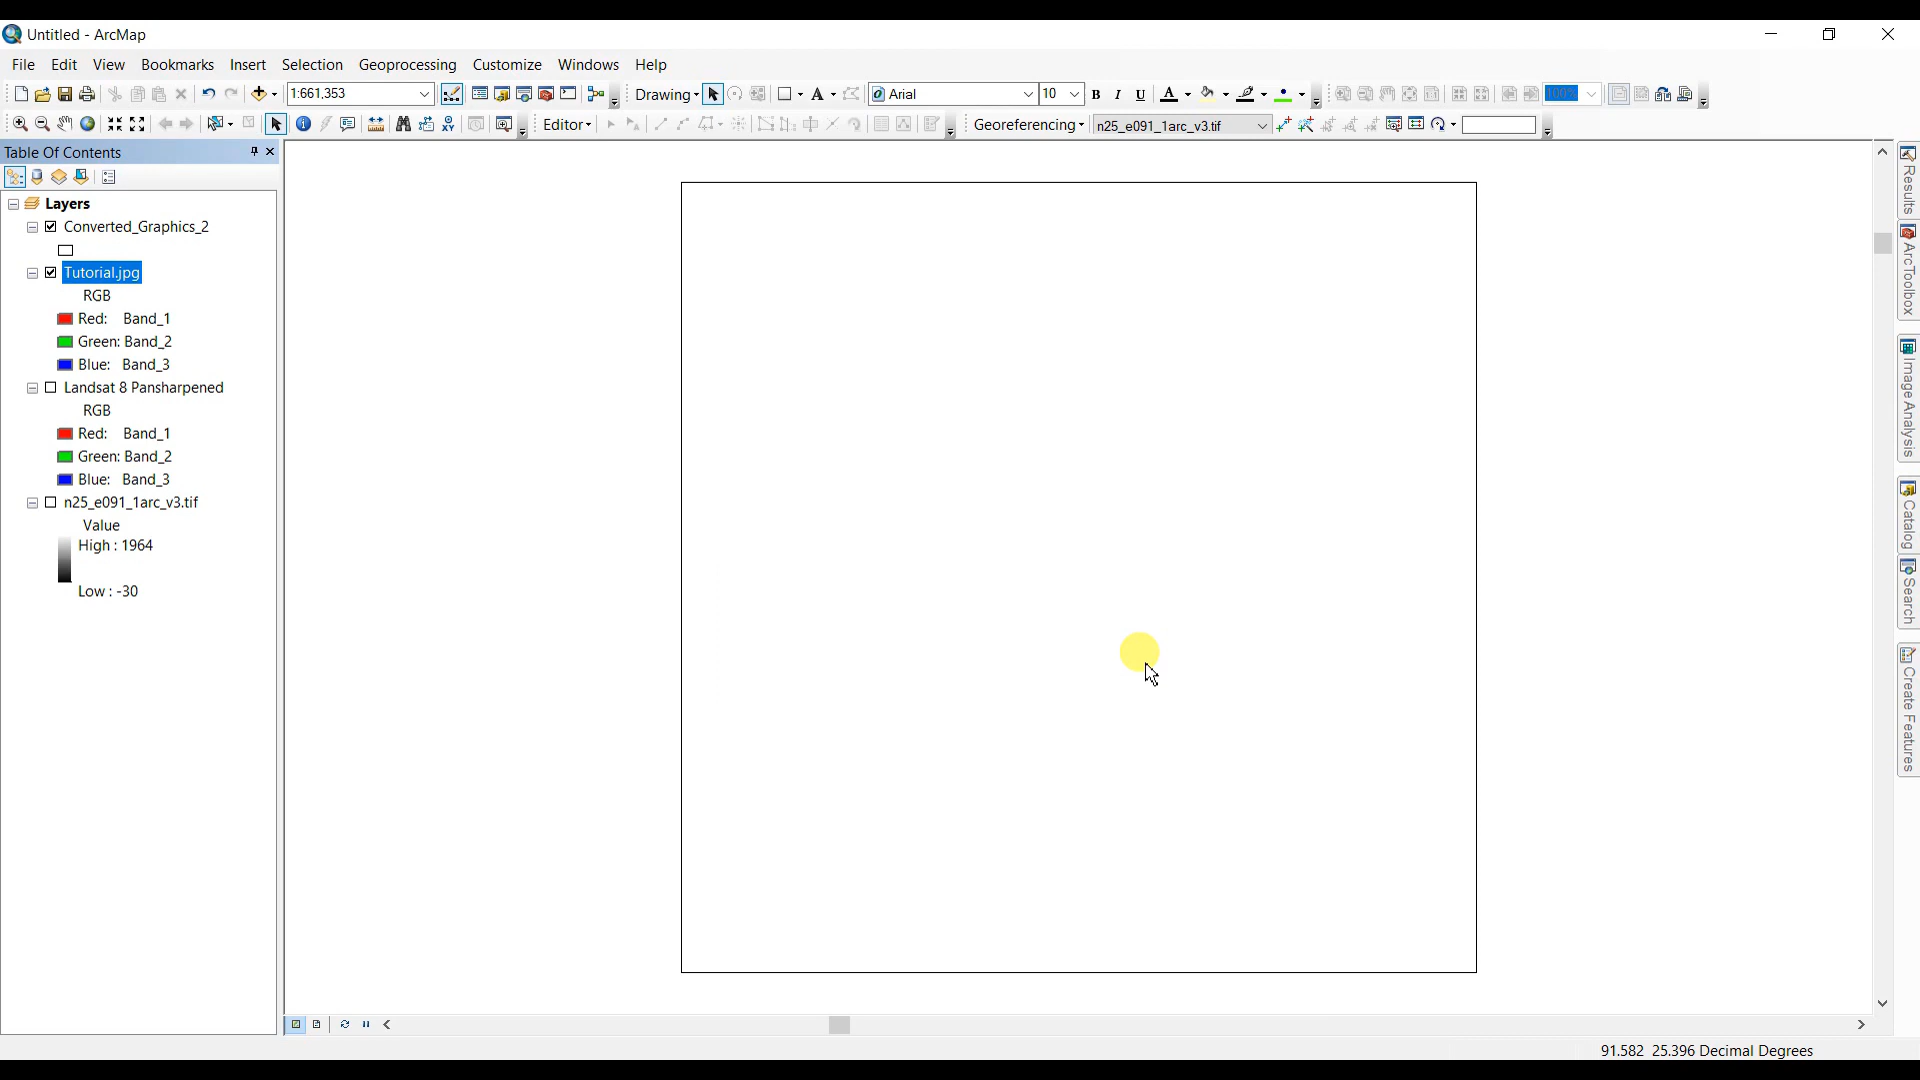 Untitled - ArcMap
File Edit View Bookmarks Insert Selection Geoprocessing Customize Windows Help
1:661,353 Drawing Arial 10 B I U A 100%
Editor Georeferencing n25_e091_1arc_v3.tif
Table Of Contents
Layers
Converted_Graphics_2
Tutorial.jpg
RGB
Red: Band_1
Green: Band_2
Blue: Band_3
Landsat 8 Pansharpened
RGB
Red: Band_1
Green: Band_2
Blue: Band_3
n25_e091_1arc_v3.tif
Value
High : 1964
Low : -30
Results
ArcToolbox
Image Analysis
Catalog
Search
Create Features
91.582 25.396 Decimal Degrees